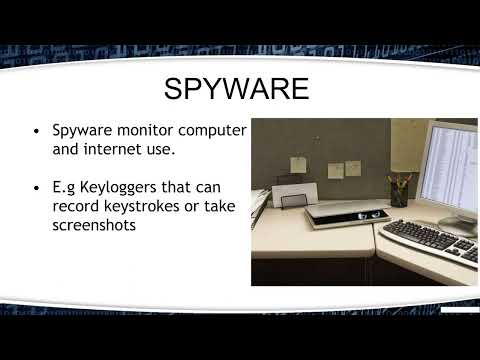 SPYWARE
• Spyware monitor computer
and internet use.
• E.g Keyloggers that can
record keystrokes or take
screenshots